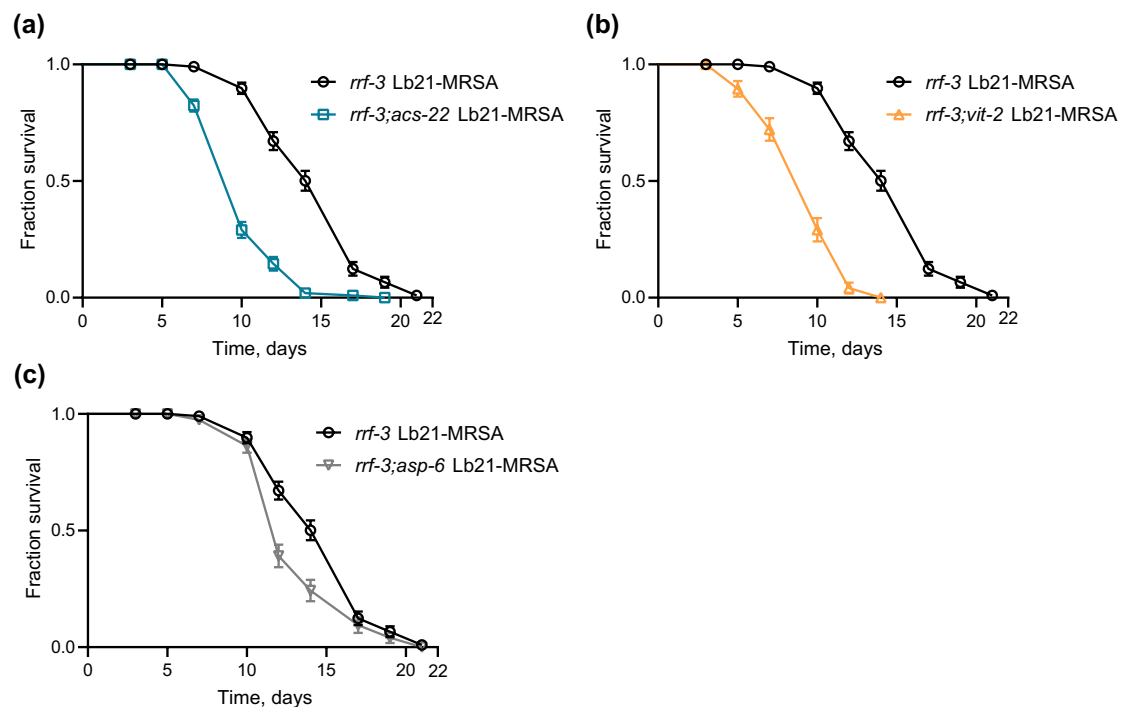 (a)
1.0
0.5
0.0
Fraction survival
rrf-3 Lb21-MRSA
rrf-3;acs-22 Lb21-MRSA
0 5 10 15 20 22
Time, days
(b)
1.0
0.5
0.0
Fraction survival
rrf-3 Lb21-MRSA
rrf-3;vit-2 Lb21-MRSA
0 5 10 15 20 22
Time, days
(c)
1.0
0.5
0.0
Fraction survival
rrf-3 Lb21-MRSA
rrf-3;asp-6 Lb21-MRSA
0 5 10 15 20 22
Time, days